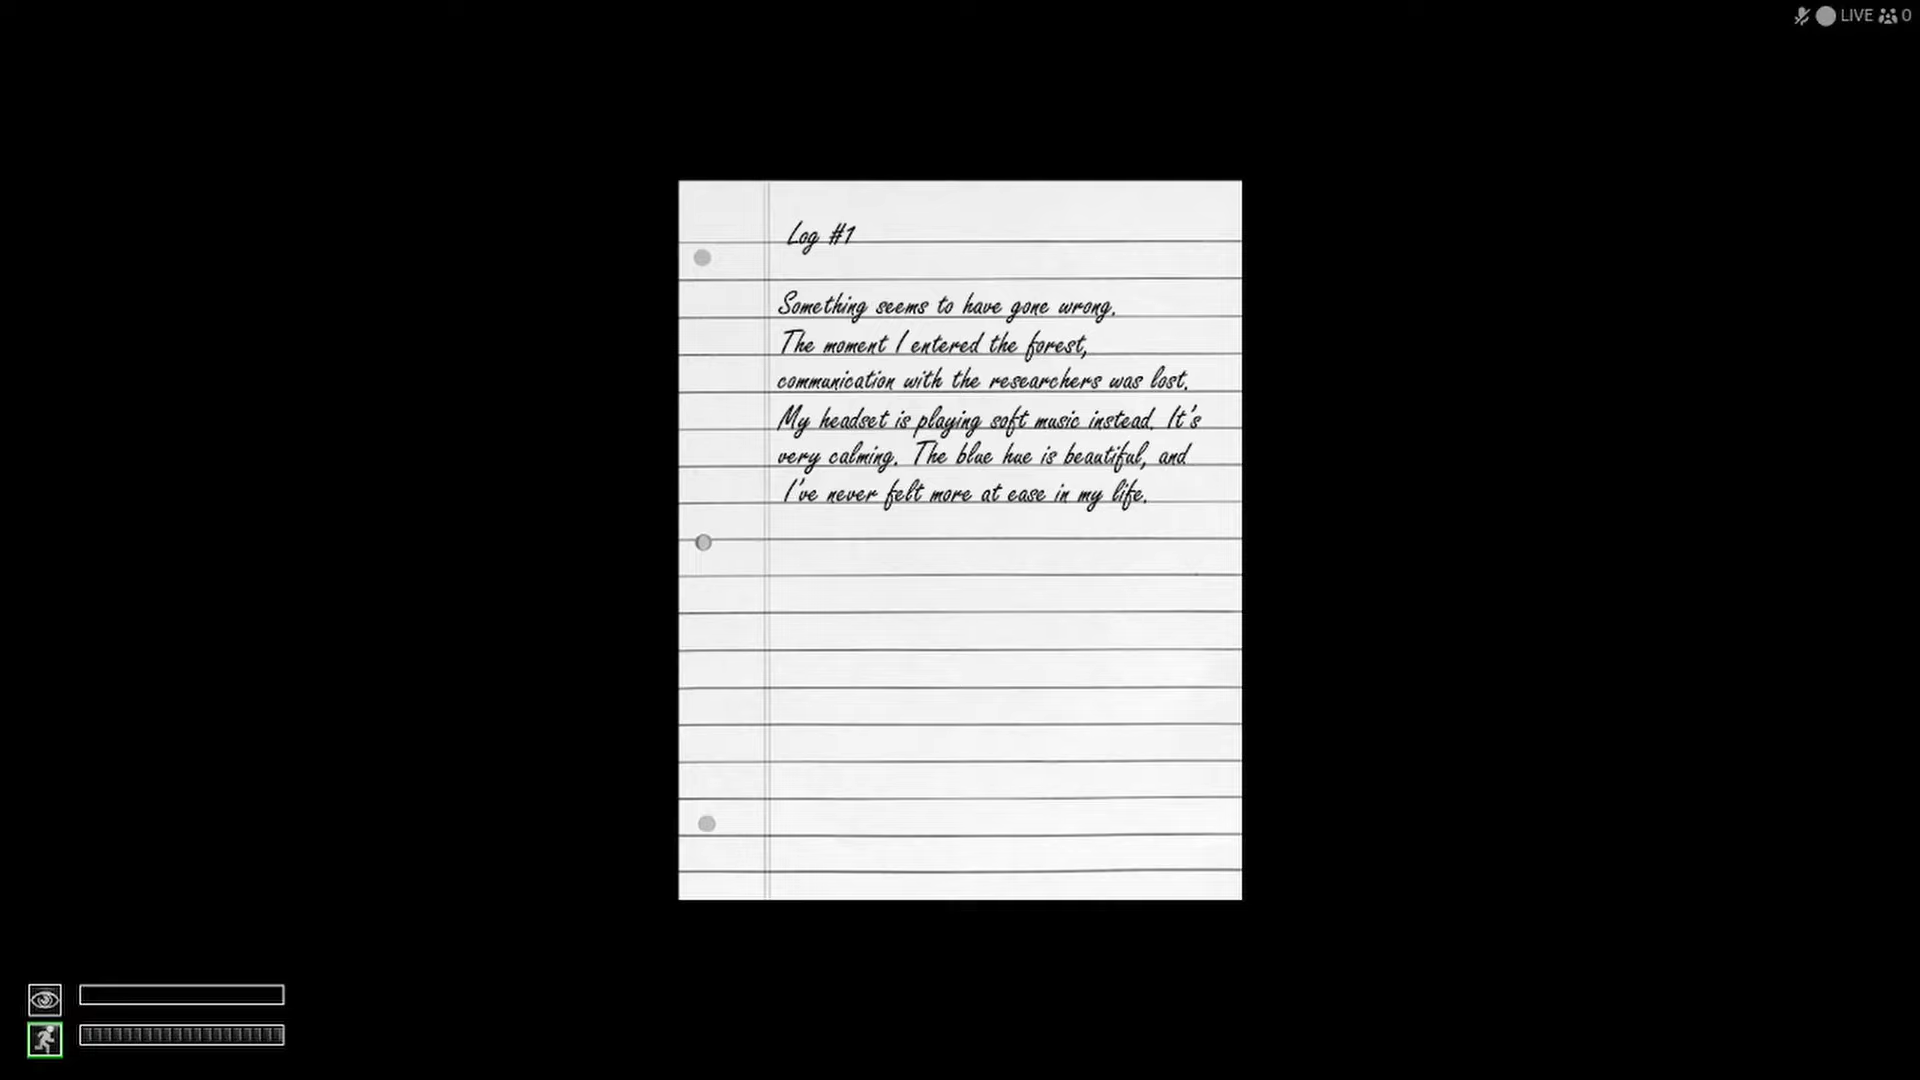 LIVE 0
Log #1
Something seems to have gone wrong.
The moment I entered the forest,
communication with the researchers was lost.
My headset is playing soft music instead. It's
very calming. The blue hue is beautiful, and
I've never felt more at ease in my life.